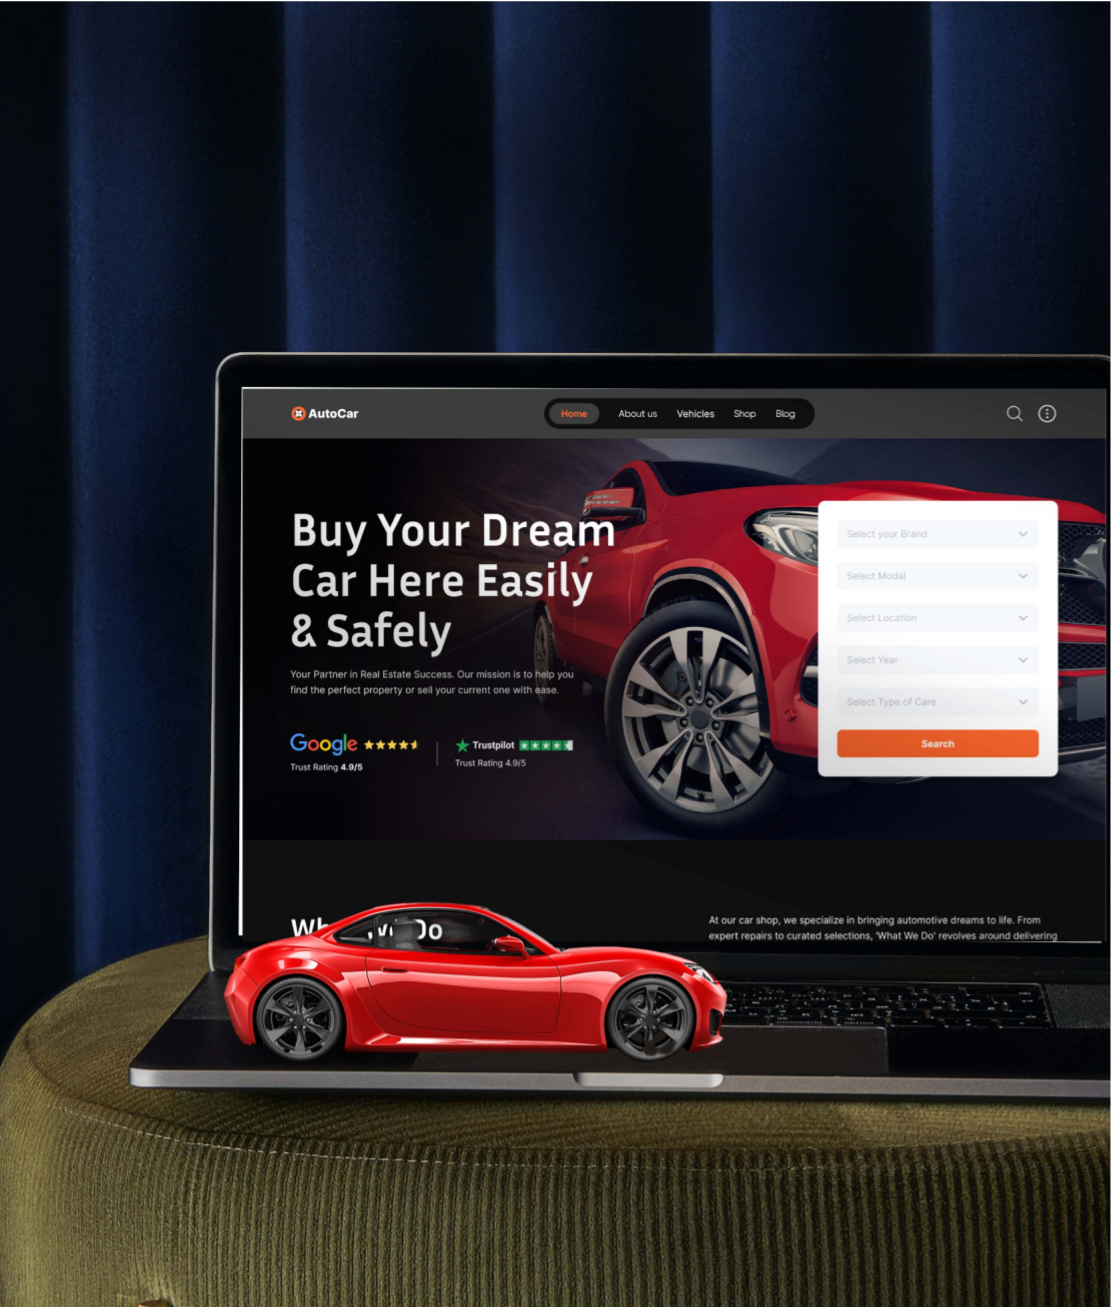 AutoCar
Home About us Vehicles Shop Blog
Buy Your Dream
Car Here Easily
& Safely
Your Partner in Real Estate Success. Our mission is to help you
find the perfect property or sell your current one with ease.
Google
Trust Rating 4.9/5
Trustpilot
Trust Rating 4.9/5
Select your Brand
Select Modal
Select Location
Select Year
Select Type of Care
Search
Do
At our car shop, we specialize in bringing automotive dreams to life. From
expert repairs to curated selections, 'What We Do' revolves around delivering